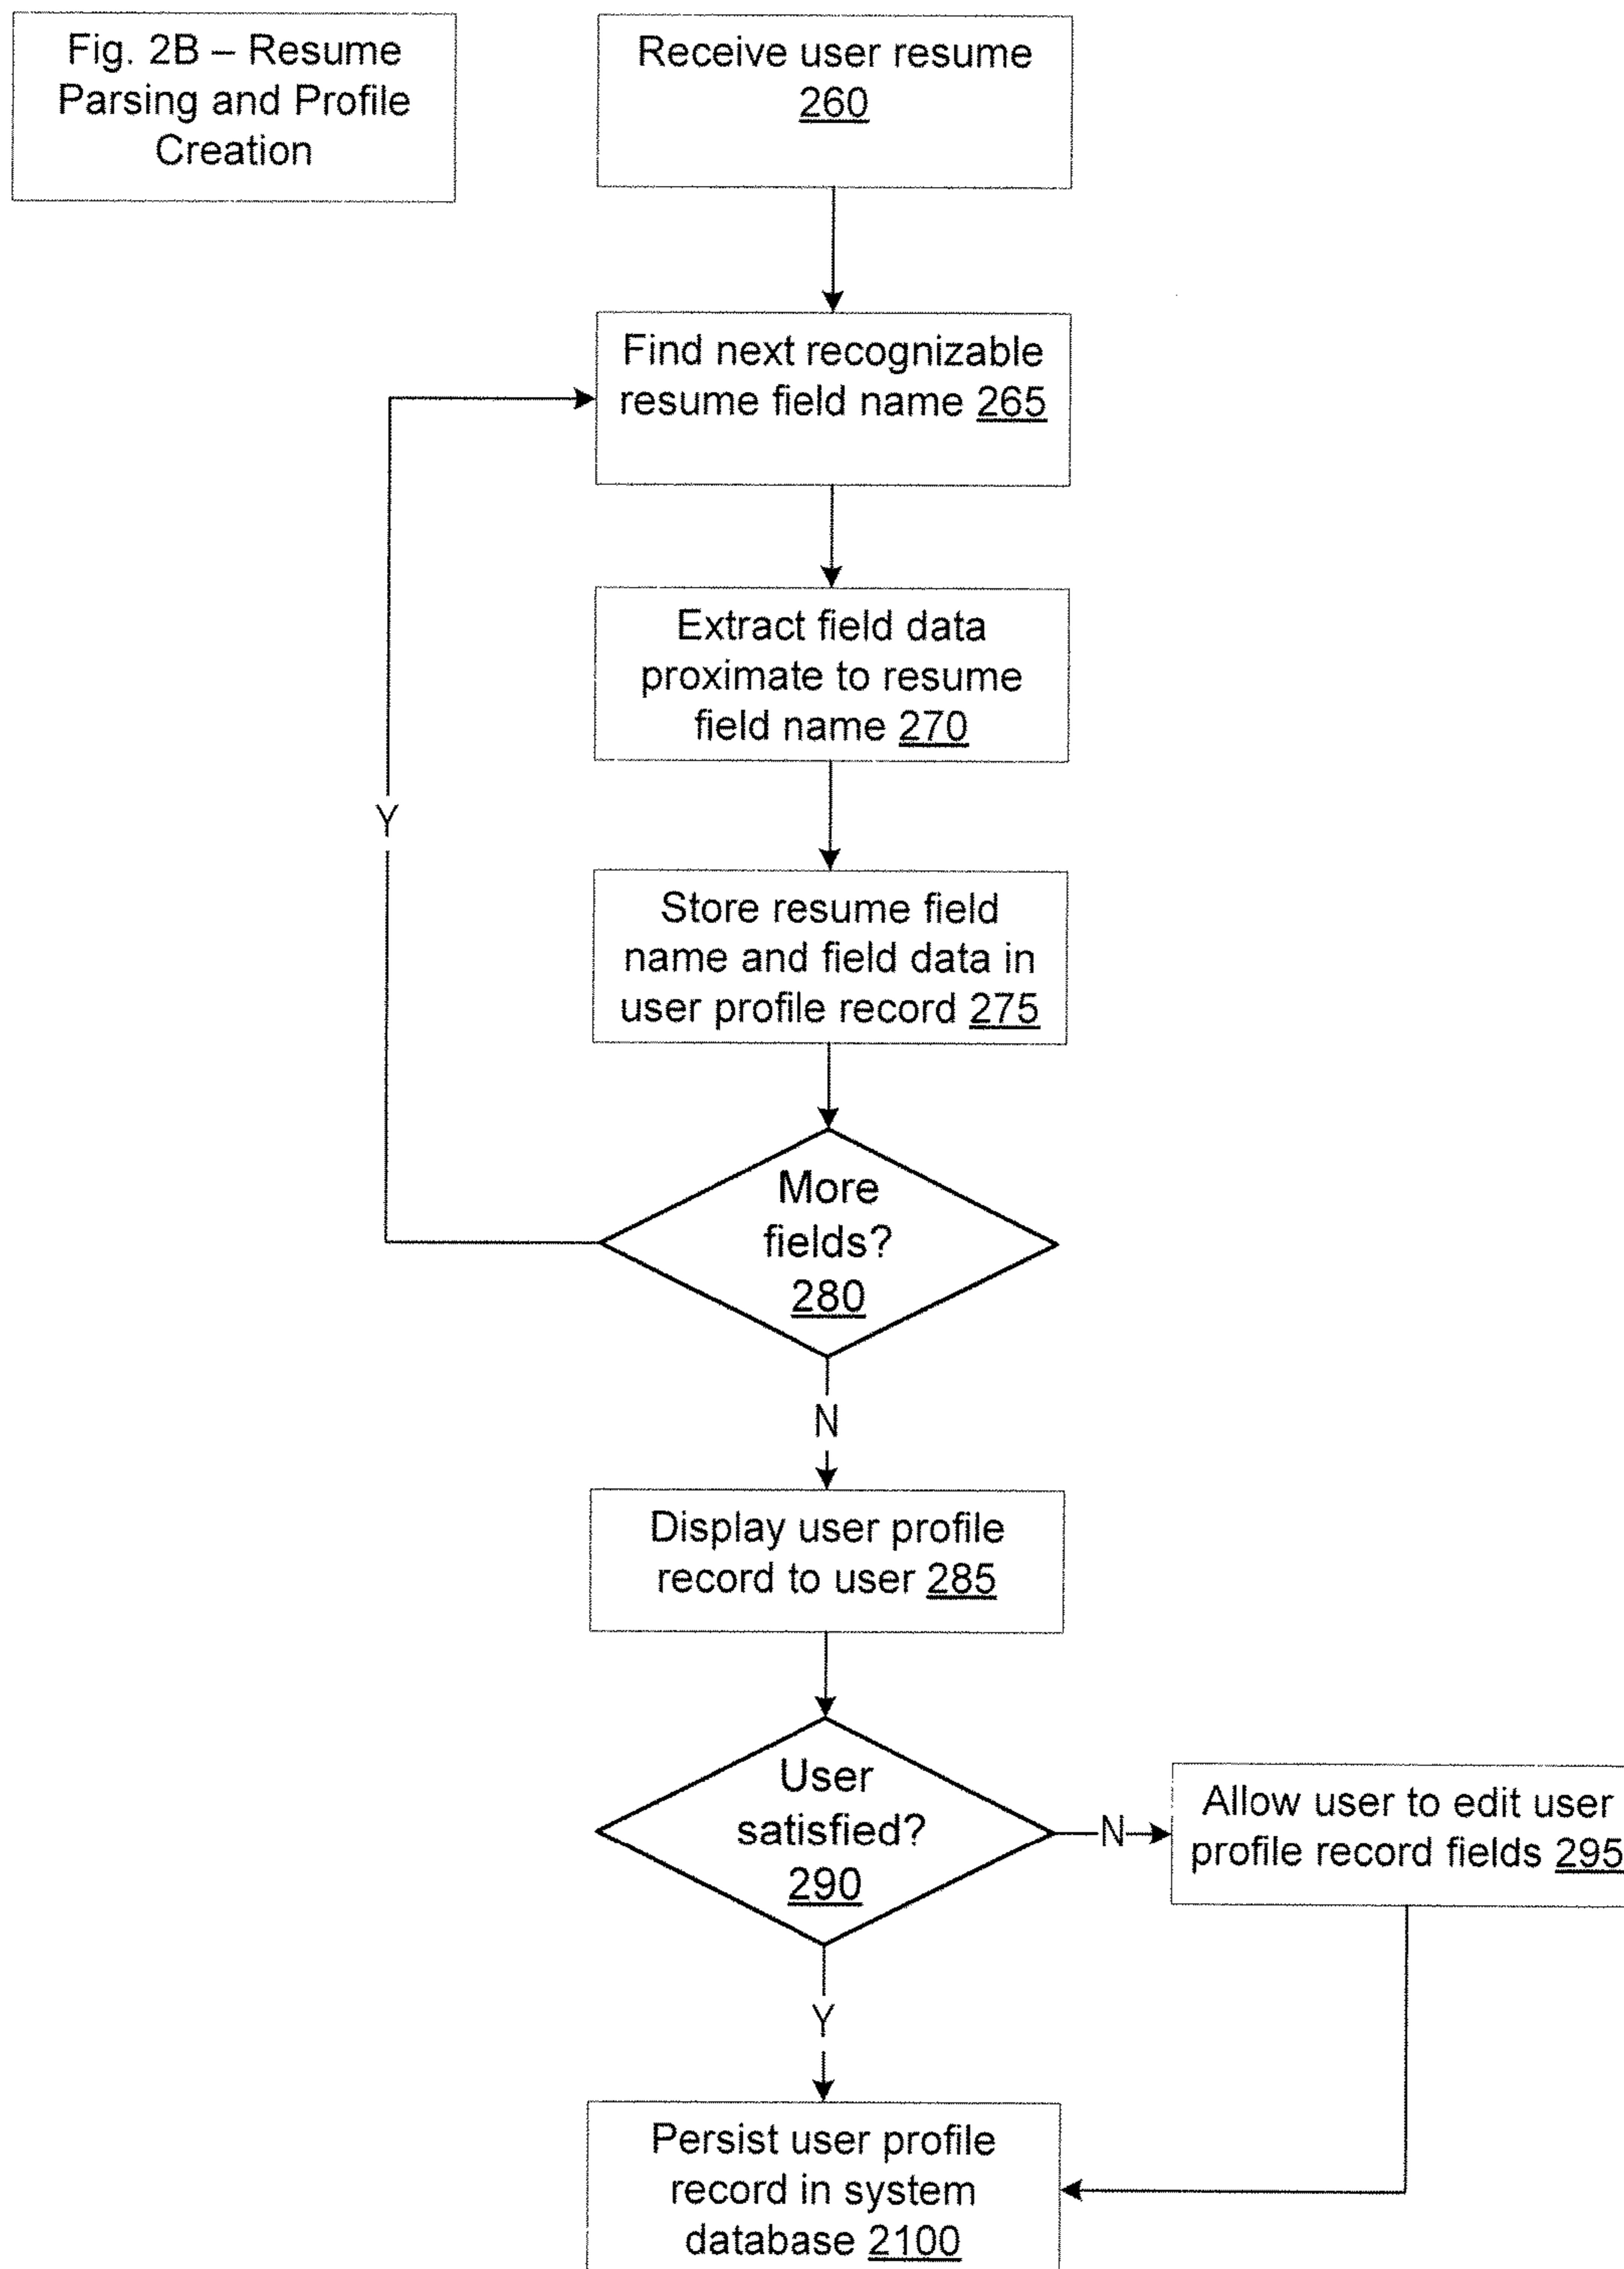 Fig. 2B – Resume
Parsing and Profile
Creation
Receive user resume
260
Find next recognizable
resume field name 265
Extract field data
proximate to resume
field name 270
Y
Store resume field
name and field data in
user profile record 275
More
fields?
280
N
Display user profile
record to user 285
User
satisfied?
290
N
Allow user to edit user
profile record fields 295
Y
Persist user profile
record in system
database 2100